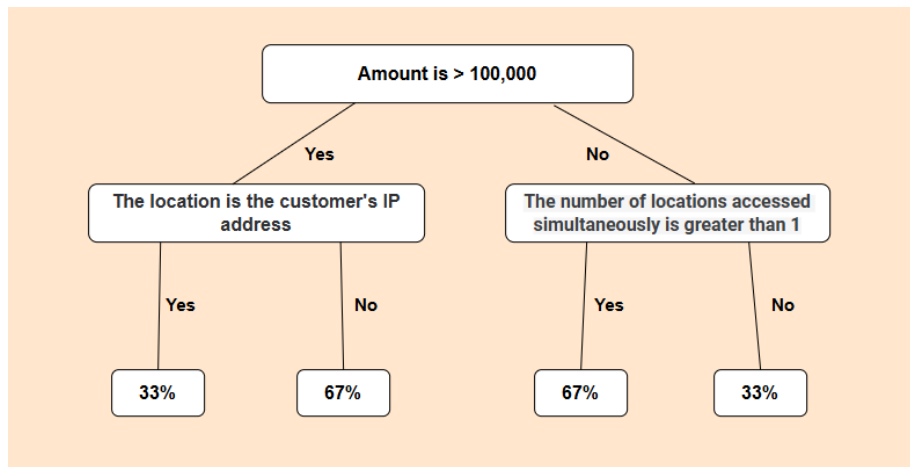 Amount is > 100,000
Yes
No
The location is the customer's IP
address
The number of locations accessed
simultaneously is greater than 1
Yes
No
Yes
No
33%
67%
67%
33%